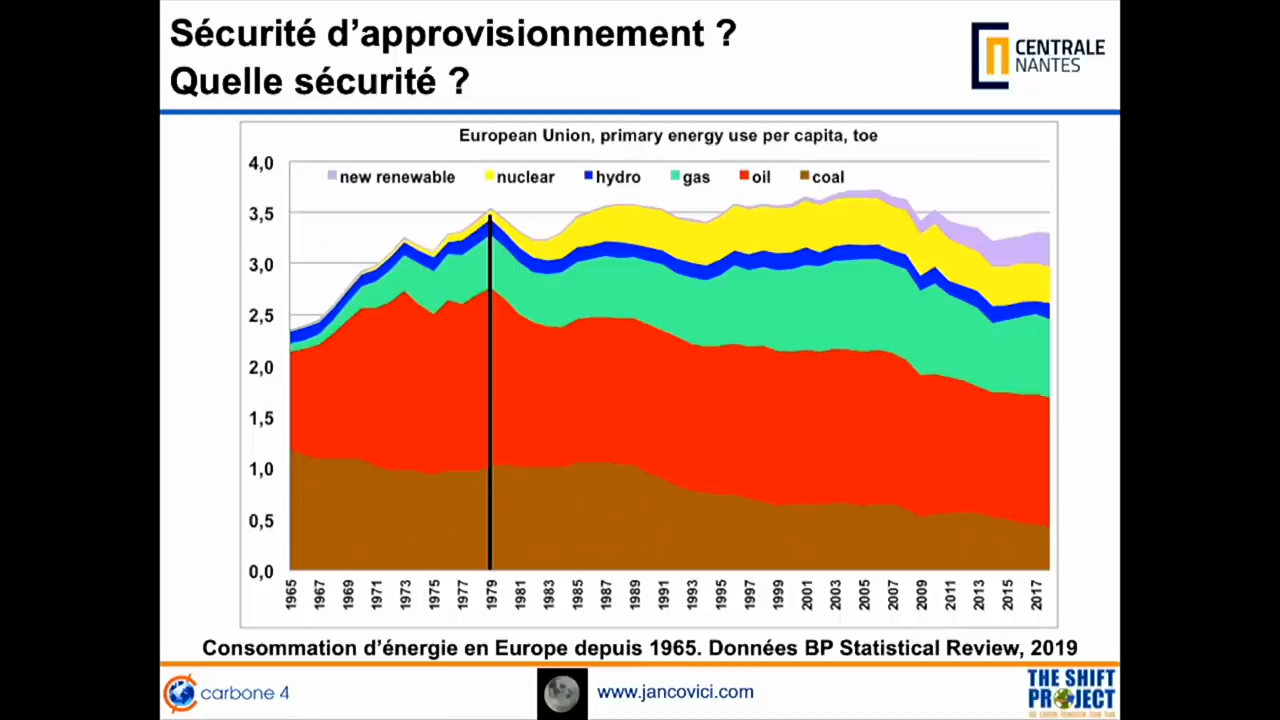 Sécurité d'approvisionnement ?
Quelle sécurité ?
CENTRALE
NANTES
European Union, primary energy use per capita, toe
new renewable nuclear hydro gas oil coal
4,0
3,5
3,0
2,5
2,0
1,5
1,0
0,5
0,0
1965 1967 1969 1971 1973 1975 1977 1979 1981 1983 1985 1987 1989 1991 1993 1995 1997 1999 2001 2003 2005 2007 2009 2011 2013 2015 2017
Consommation d'énergie en Europe depuis 1965. Données BP Statistical Review, 2019
carbone 4
www.jancovici.com
THE SHIFT
PROJECT